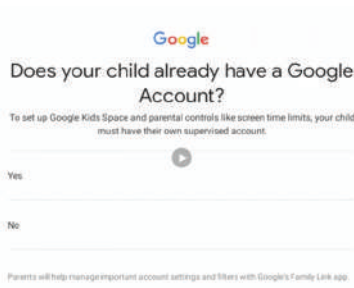 Google
Does your child already have a Google
Account?
To set up Google Kids Space and parental controls like screen time limits, your child
must have their own supervised account.
Yes
No
Parents will help manage important account settings and filters with Google's Family Link app.